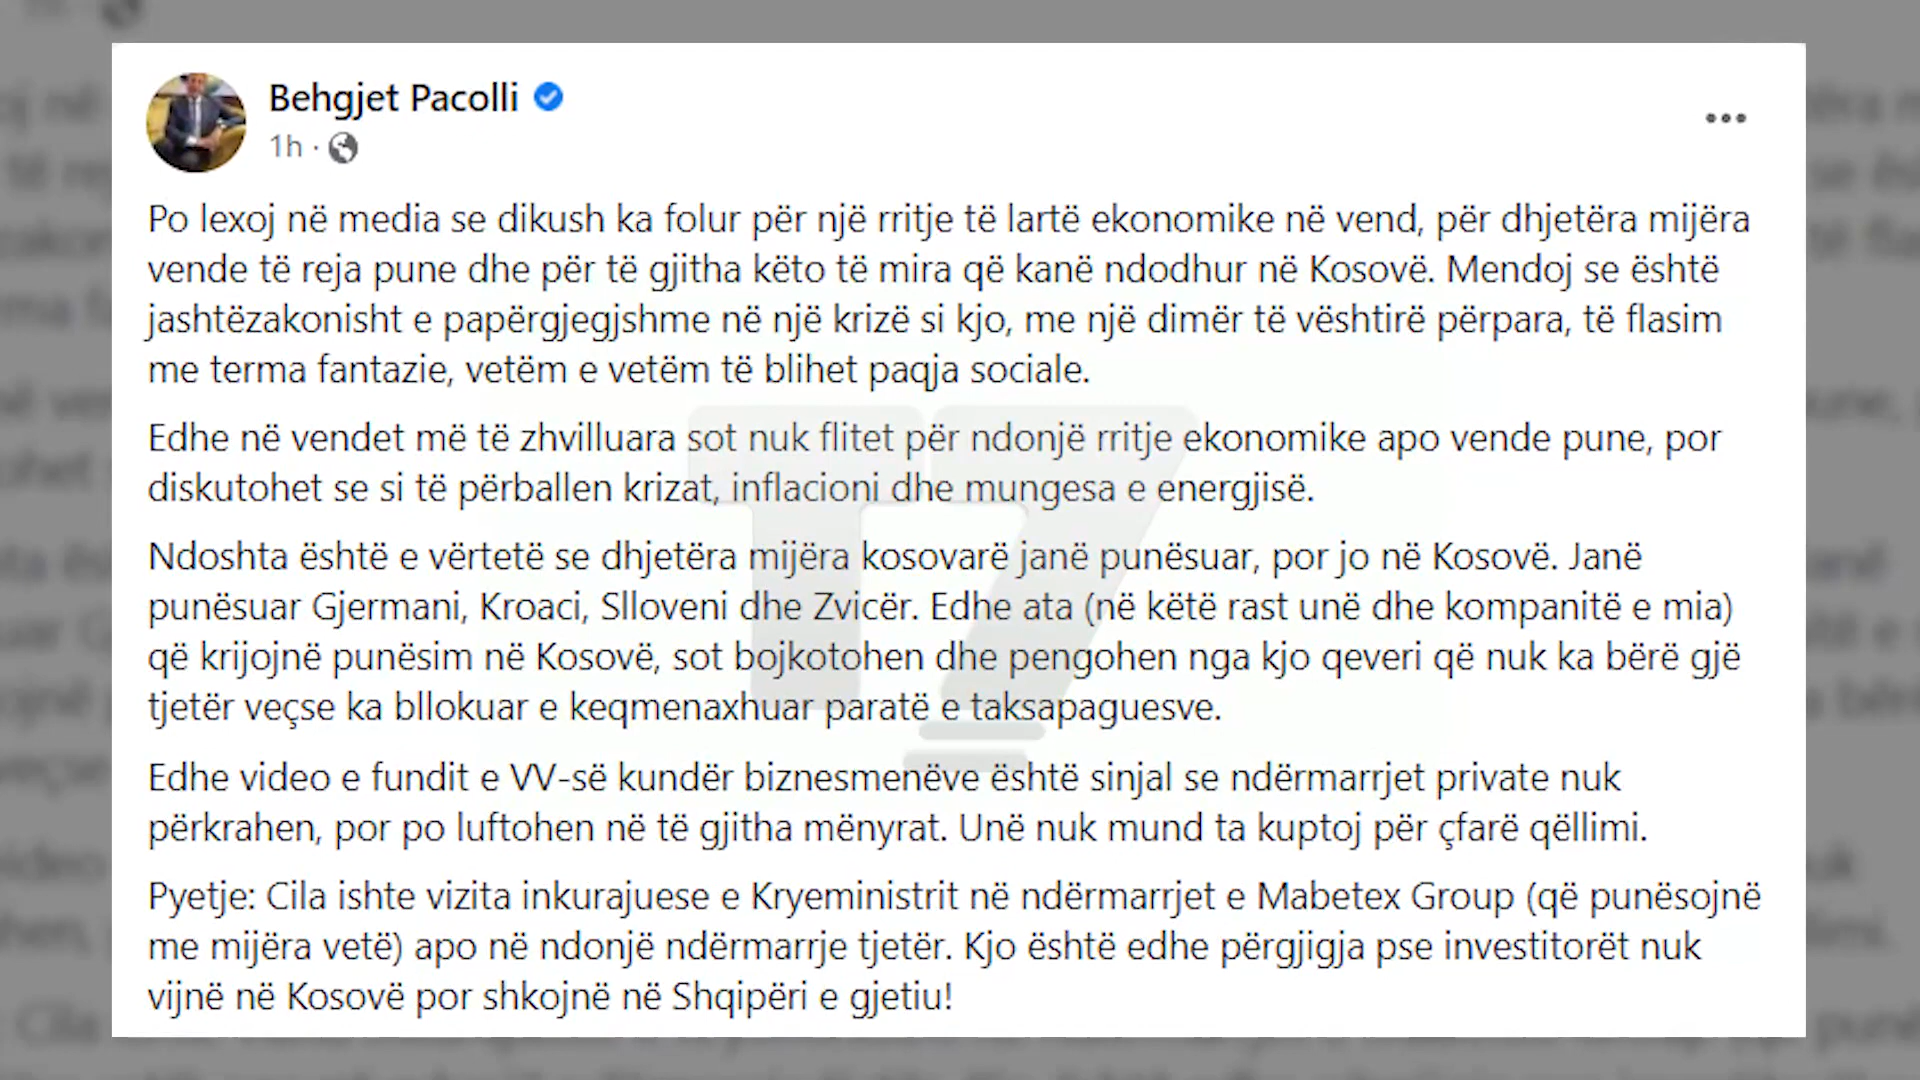 Behgjet Pacolli
1h ·
Po lexoj në media se dikush ka folur për një rritje të lartë ekonomike në vend, për dhjetëra mijëra
vende të reja pune dhe për të gjitha këto të mira që kanë ndodhur në Kosovë. Mendoj se është
jashtëzakonisht e papërgjegjshme në një krizë si kjo, me një dimër të vështirë përpara, të flasim
me terma fantazie, vetëm e vetëm të blihet paqja sociale.
Edhe në vendet më të zhvilluara sot nuk flitet për ndonjë rritje ekonomike apo vende pune, por
diskutohet se si të përballen krizat, inflacioni dhe mungesa e energjisë.
Ndoshta është e vërtetë se dhjetëra mijëra kosovarë janë punësuar, por jo në Kosovë. Janë
punësuar Gjermani, Kroaci, Slloveni dhe Zvicër. Edhe ata (në këtë rast unë dhe kompanitë e mia)
që krijojnë punësim në Kosovë, sot bojkotohen dhe pengohen nga kjo qeveri që nuk ka bërë gjë
tjetër veçse ka bllokuar e keqmenaxhuar paratë e taksapaguesve.
Edhe video e fundit e VV-së kundër biznesmenëve është sinjal se ndërmarrjet private nuk
përkrahen, por po luftohen në të gjitha mënyrat. Unë nuk mund ta kuptoj për çfarë qëllimi.
Pyetje: Cila ishte vizita inkurajuese e Kryeministrit në ndërmarrjet e Mabetex Group (që punësojnë
me mijëra vetë) apo në ndonjë ndërmarrje tjetër. Kjo është edhe përgjigja pse investitorët nuk
vijnë në Kosovë por shkojnë në Shqipëri e gjetiu!
T7